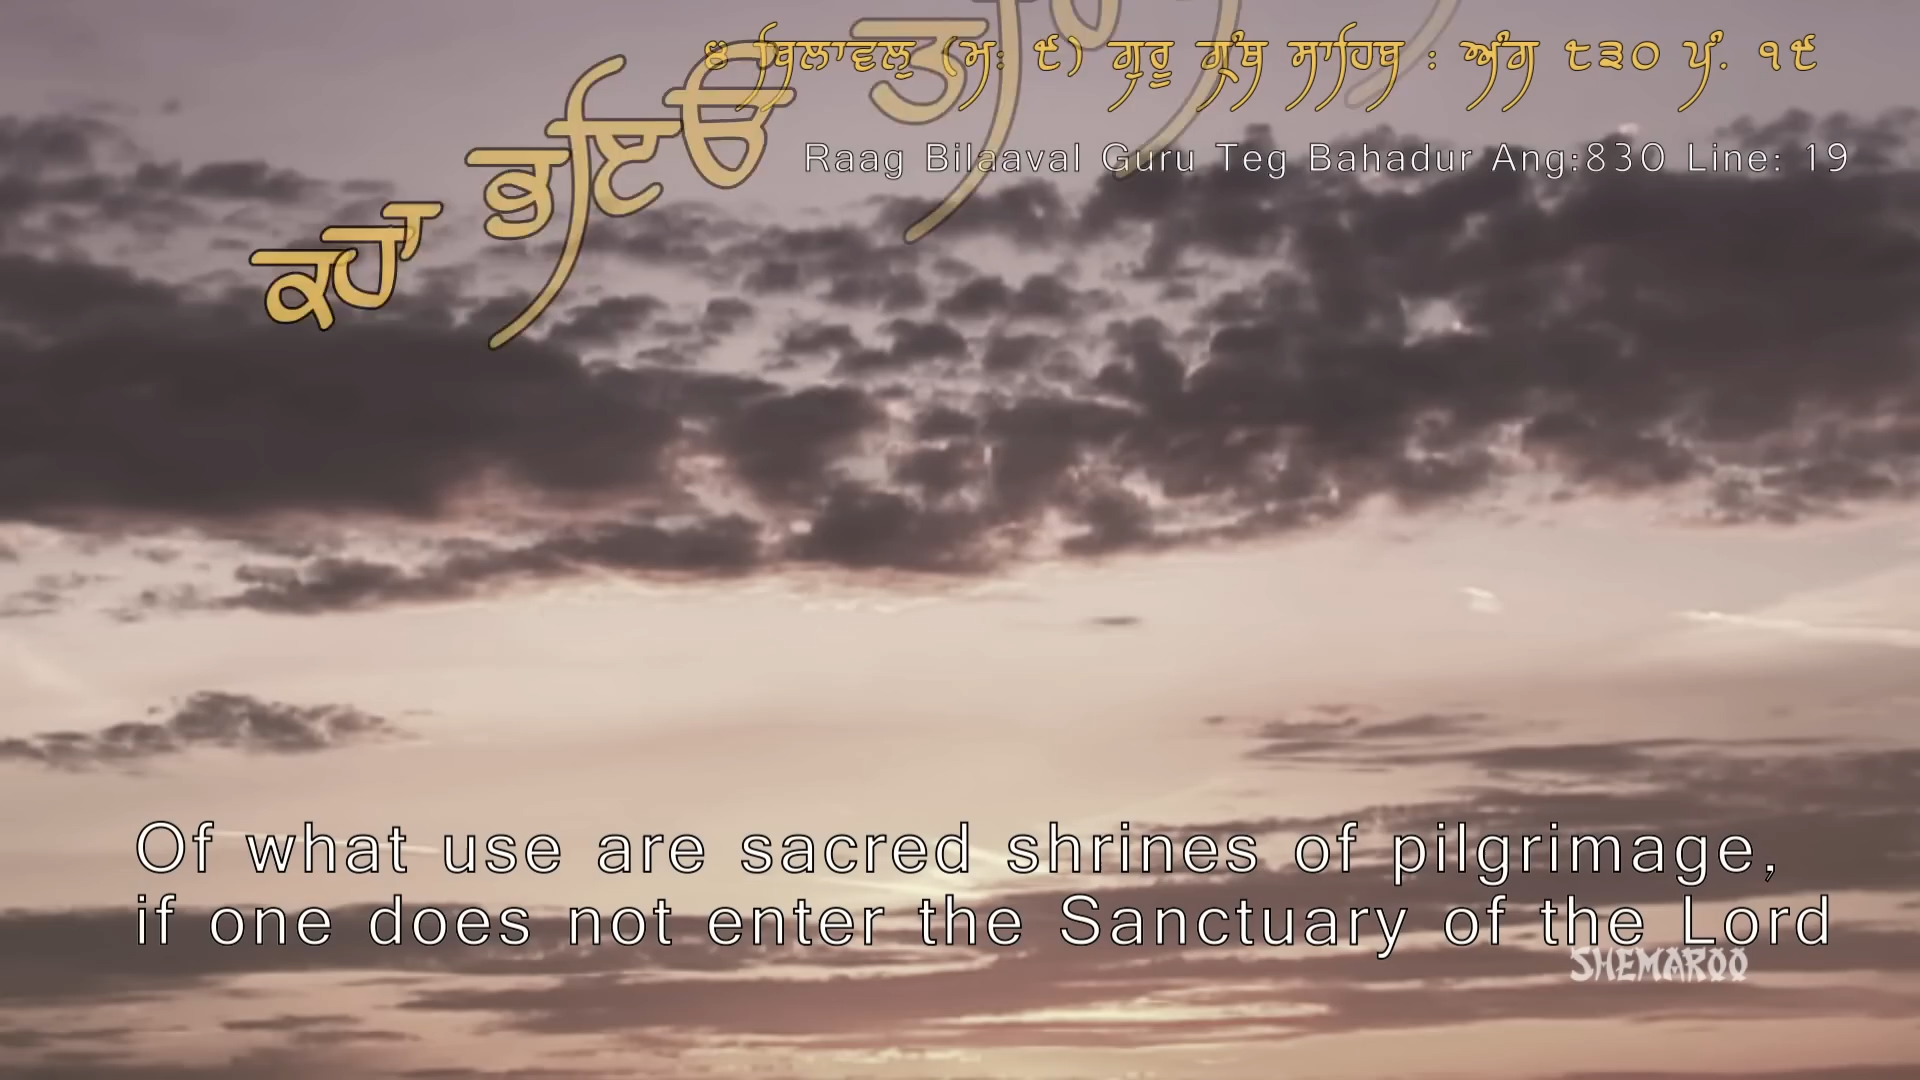 ੪ ਬਿਲਾਵਲੁ (ਮ: ੯) ਗੁਰੂ ਗ੍ਰੰਥ ਸਾਹਿਬ : ਅੰਗ ੮੩੦ ਪੰ. ੧੯
Raag Bilaaval Guru Teg Bahadur Ang:830 Line: 19
ਕਹਾ ਭਇਓ
Of what use are sacred shrines of pilgrimage,
if one does not enter the Sanctuary of the Lord
SHEMAROO